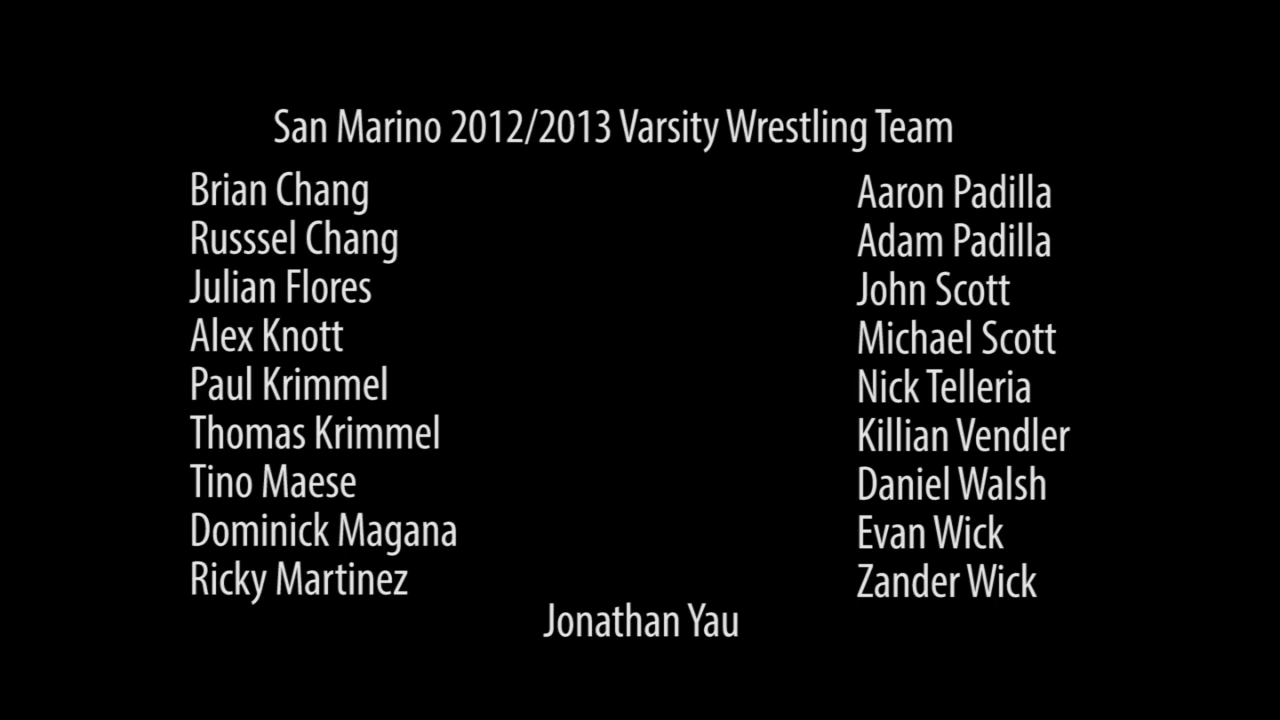 San Marino 2012/2013 Varsity Wrestling Team
Brian Chang
Russsel Chang
Julian Flores
Alex Knott
Paul Krimmel
Thomas Krimmel
Tino Maese
Dominick Magana
Ricky Martinez
Aaron Padilla
Adam Padilla
John Scott
Michael Scott
Nick Telleria
Killian Vendler
Daniel Walsh
Evan Wick
Zander Wick
Jonathan Yau